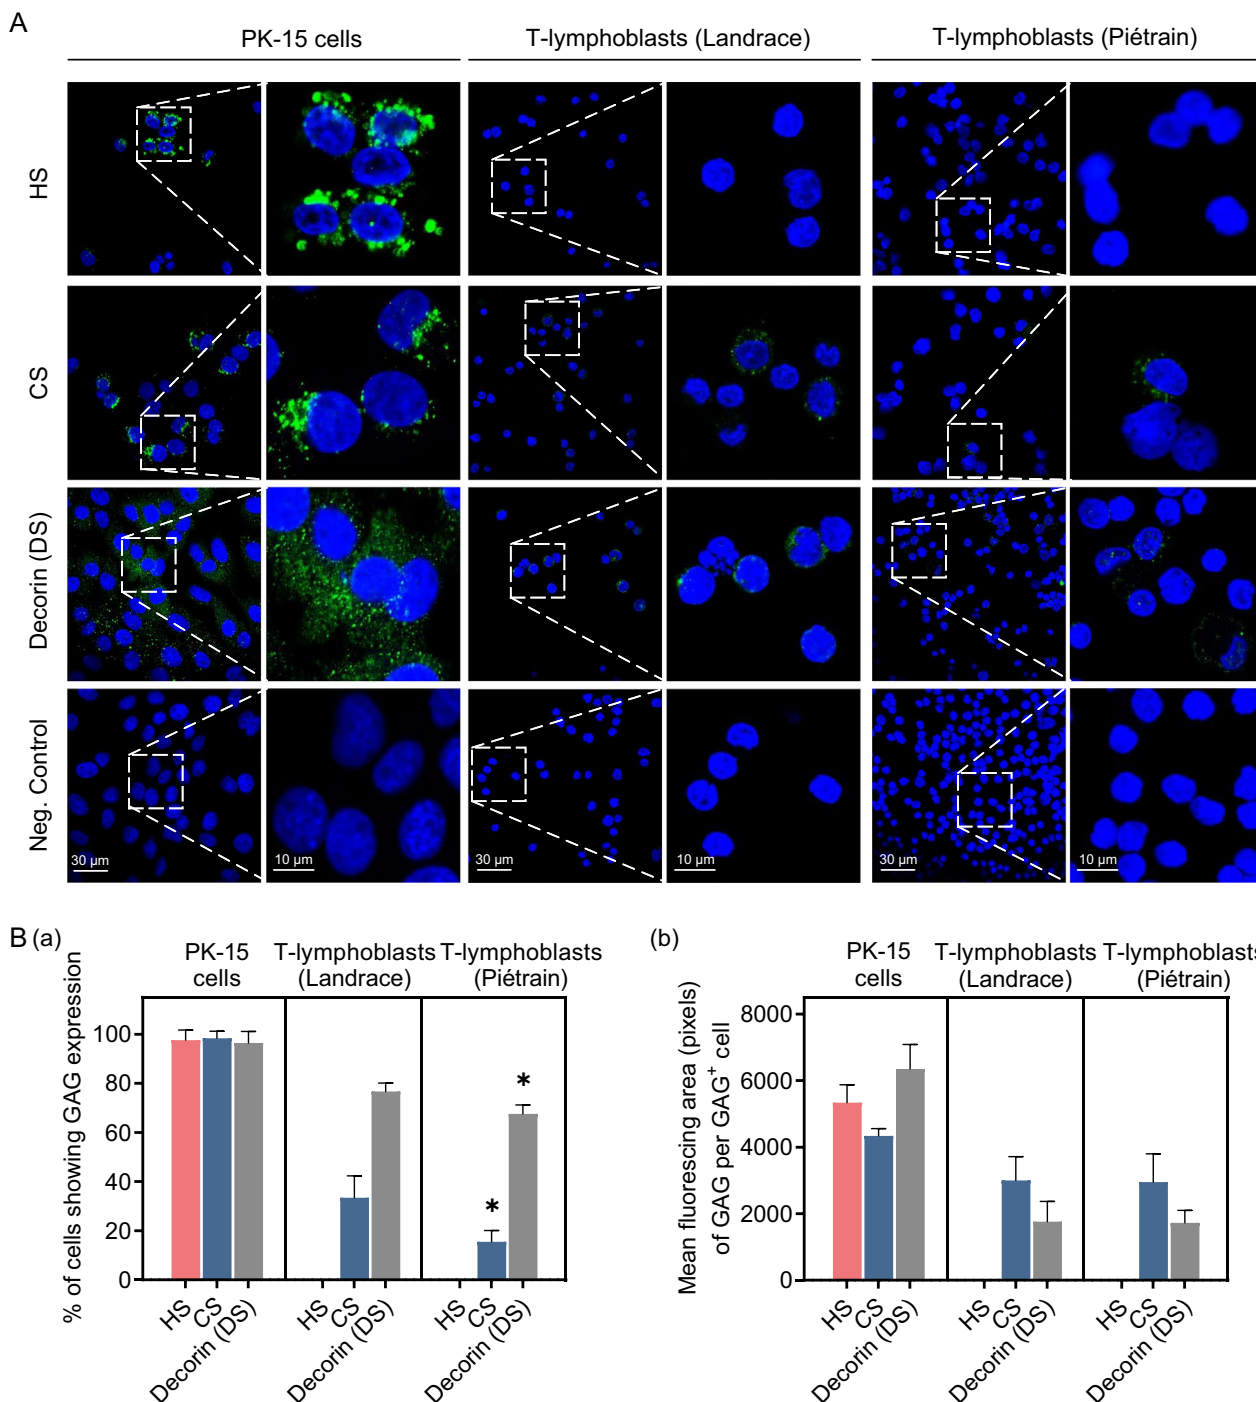 A
PK-15 cells
T-lymphoblasts (Landrace)
T-lymphoblasts (Piétrain)
HS
CS
Decorin (DS)
Neg. Control
30 µm
10 µm
30 µm
10 µm
30 µm
10 µm
B (a)
PK-15
cells
T-lymphoblasts
(Landrace)
T-lymphoblasts
(Piétrain)
% of cells showing GAG expression
100
80
60
40
20
0
*
*
HS
CS
Decorin (DS)
HS
CS
Decorin (DS)
HS
CS
Decorin (DS)
(b)
PK-15
cells
T-lymphoblasts
(Landrace)
T-lymphoblasts
(Piétrain)
Mean fluorescing area (pixels)
of GAG per GAG⁺ cell
8000
6000
4000
2000
0
HS
CS
Decorin (DS)
HS
CS
Decorin (DS)
HS
CS
Decorin (DS)